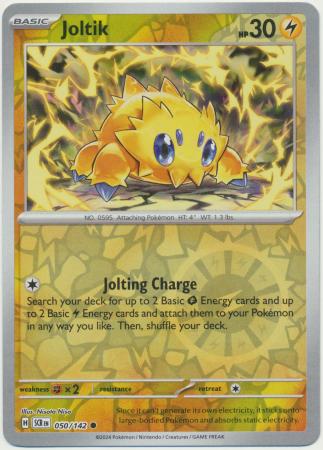 BASIC
Joltik
HP 30
NO. 0595 Attaching Pokémon HT: 4" WT: 1.3 lbs.
Jolting Charge
Search your deck for up to 2 Basic Energy cards and up
to 2 Basic Energy cards and attach them to your Pokémon
in any way you like. Then, shuffle your deck.
weakness ×2 resistance retreat
Illus. Nisota Niso
H SCR EN 050/142
Since it can't generate its own electricity, it sticks onto
large-bodied Pokémon and absorbs static electricity.
©2024 Pokémon / Nintendo / Creatures / GAME FREAK